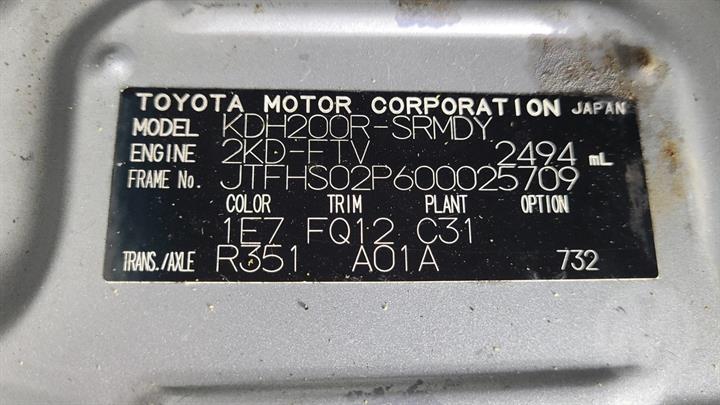 TOYOTA MOTOR CORPORATION JAPAN
MODEL KDH200R-SRMDY
ENGINE 2KD-FTV 2494 mL
FRAME No. JTFHS02P600025709
COLOR TRIM PLANT OPTION
1E7 FQ12 C31
TRANS./AXLE R351 A01A 732